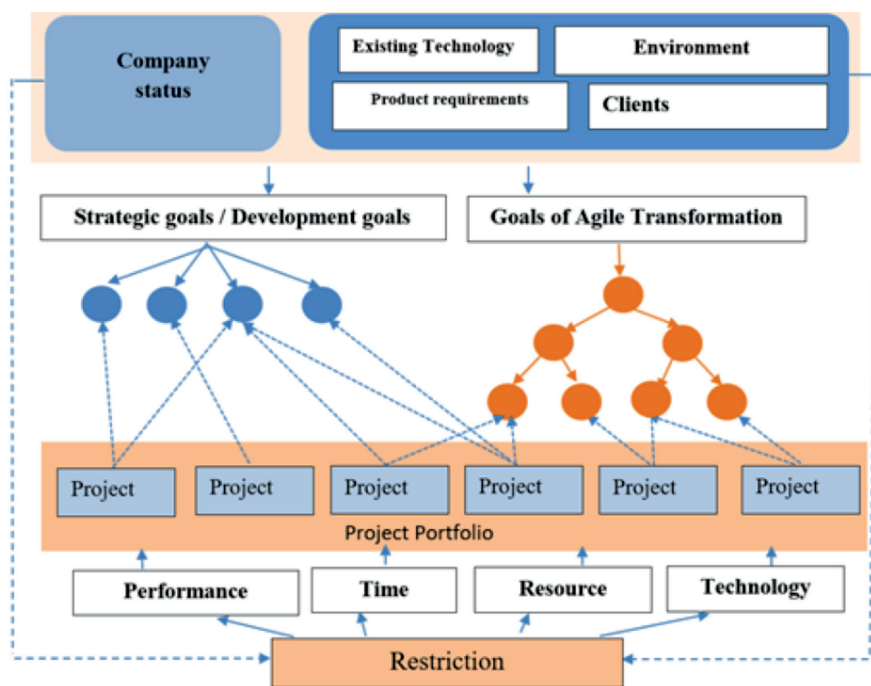 Company
status
Existing Technology
Environment
Product requirements
Clients
Strategic goals / Development goals
Goals of Agile Transformation
Project
Project
Project
Project
Project
Project
Project Portfolio
Performance
Time
Resource
Technology
Restriction